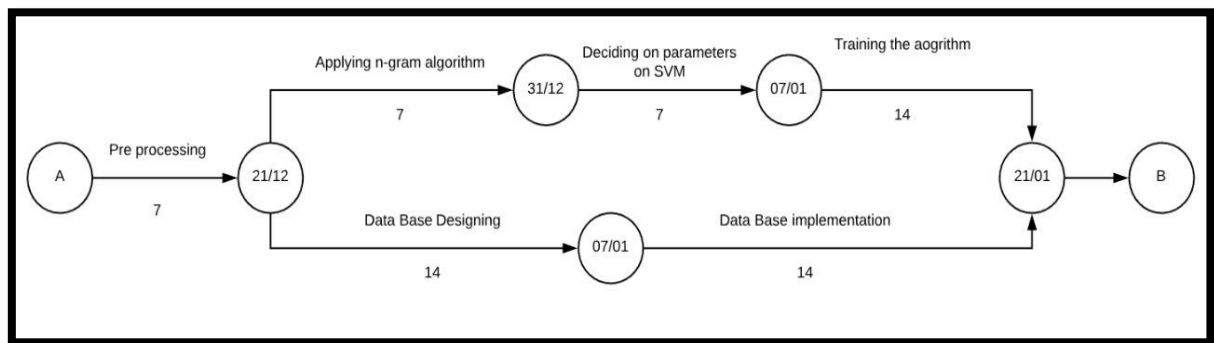 Applying n-gram algorithm
7
31/12
Deciding on parameters
on SVM
7
07/01
Training the aogrithm
14
A
Pre processing
7
21/12
21/01
B
Data Base Designing
14
07/01
Data Base implementation
14